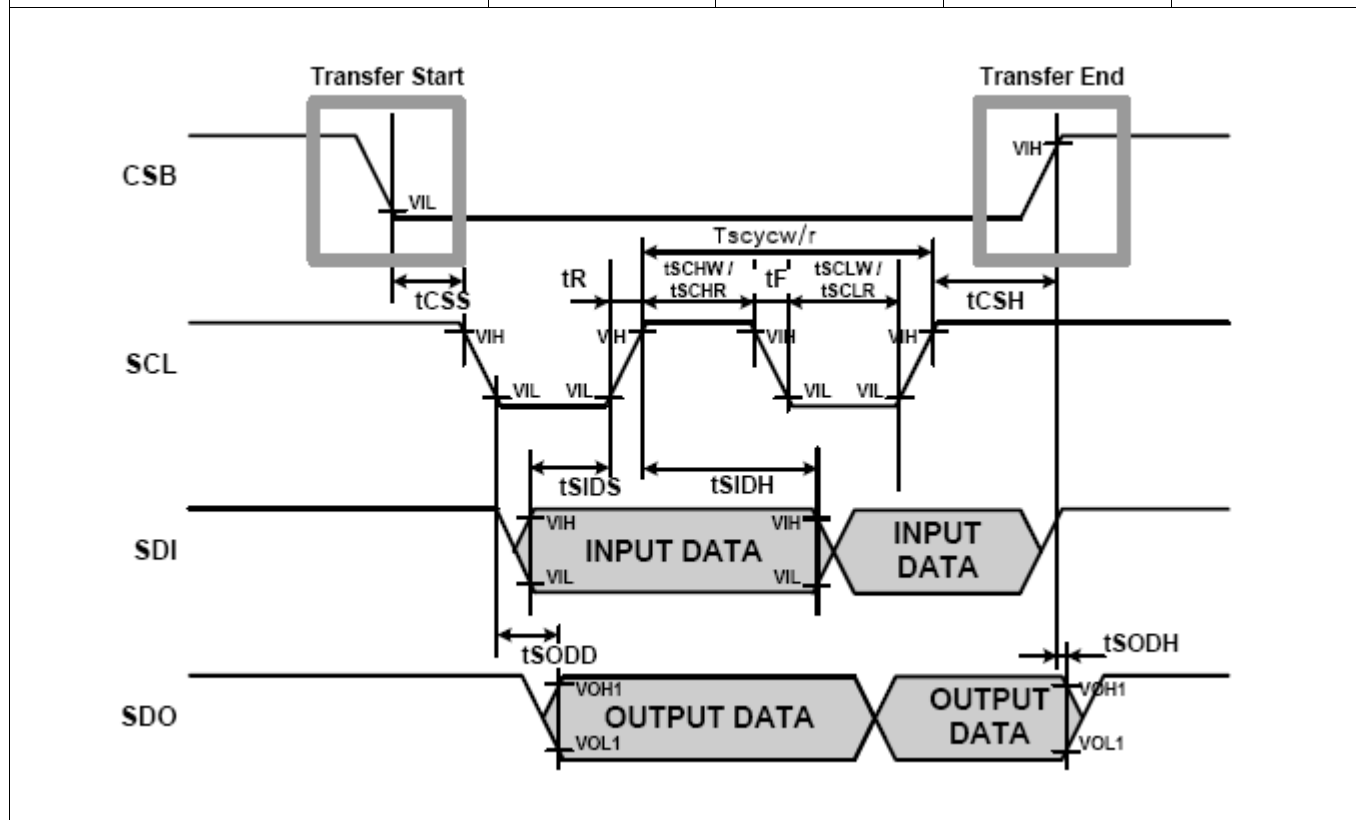 Transfer Start
Transfer End
CSB
VIL
VIH
Tscycw/r
tCSS
tR
tSCHW /
tSCHR
tF
tSCLW /
tSCLR
tCSH
SCL
VIH
VIH
VIH
VIH
VIL
VIL
VIL
VIL
tSIDS
tSIDH
SDI
VIH
VIL
INPUT DATA
VIH
VIL
INPUT
DATA
tSODD
tSODH
SDO
VOH1
VOL1
OUTPUT DATA
OUTPUT
DATA
VOH1
VOL1